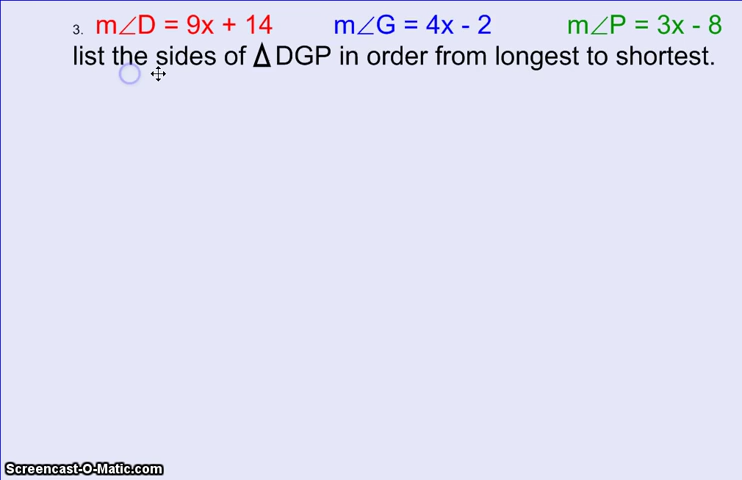 3. m∠D = 9x + 14 m∠G = 4x - 2 m∠P = 3x - 8
list the sides of Δ DGP in order from longest to shortest.
Screencast-O-Matic.com